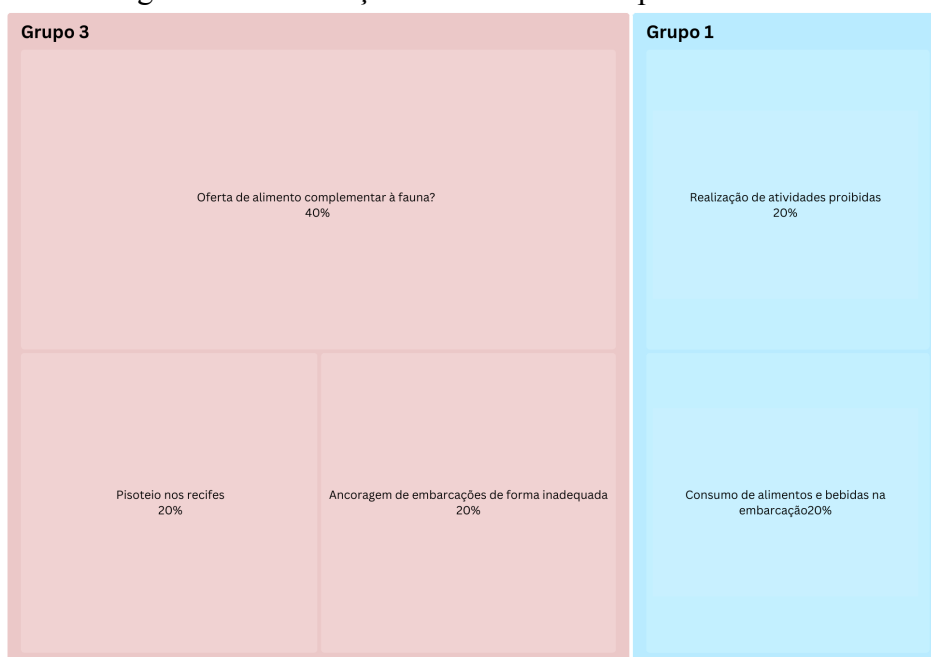 Grupo 3
Grupo 1
Oferta de alimento complementar à fauna?
40%
Realização de atividades proibidas
20%
Pisoteio nos recifes
20%
Ancoragem de embarcações de forma inadequada
20%
Consumo de alimentos e bebidas na
embarcação20%